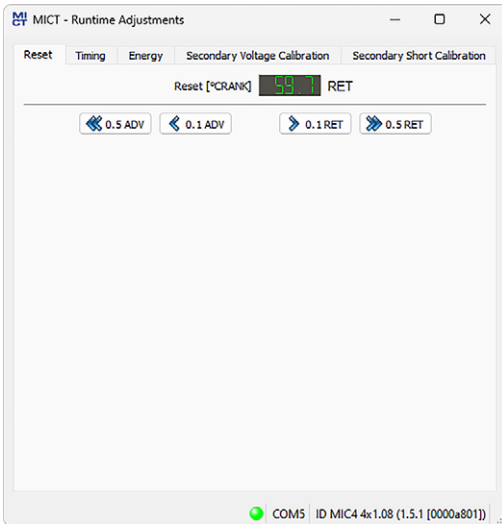 MICT - Runtime Adjustments
Reset Timing Energy Secondary Voltage Calibration Secondary Short Calibration
Reset [°CRANK] 59.7 RET
0.5 ADV 0.1 ADV 0.1 RET 0.5 RET
COM5 ID MIC4 4x1.08 (1.5.1 [0000a801])